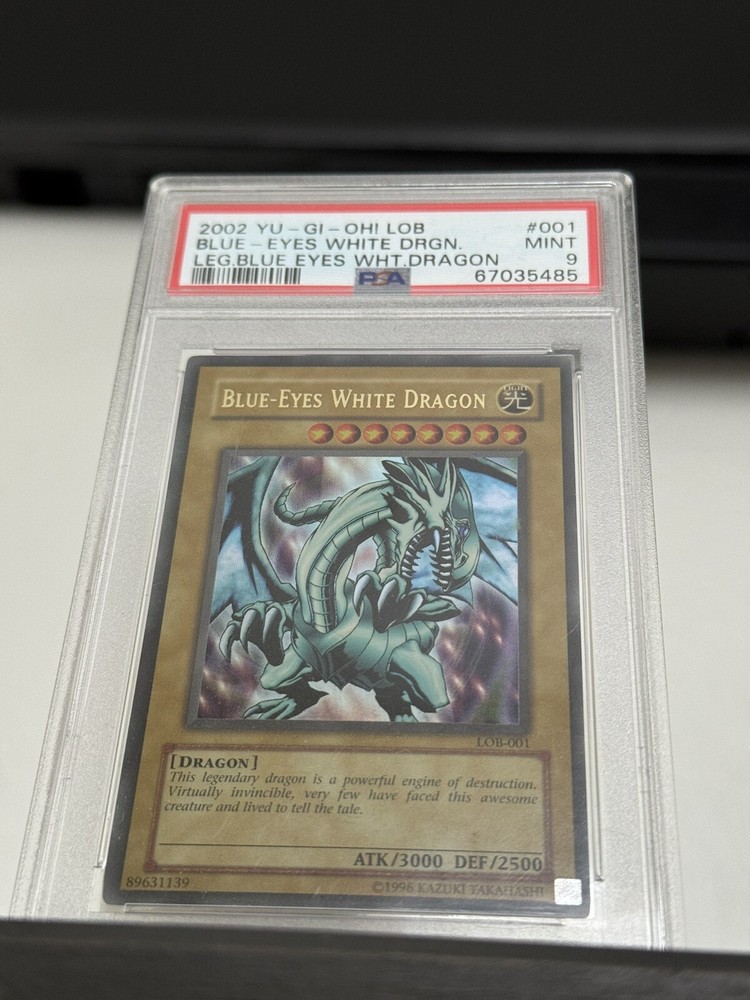 2002 YU-GI-OH! LOB #001
BLUE-EYES WHITE DRGN. MINT
LEG.BLUE EYES WHT.DRAGON 9
PSA 67035485
BLUE-EYES WHITE DRAGON LIGHT 光
LOB-001
[DRAGON]
This legendary dragon is a powerful engine of destruction.
Virtually invincible, very few have faced this awesome
creature and lived to tell the tale.
ATK/3000 DEF/2500
89631139 ©1996 KAZUKI TAKAHASHI